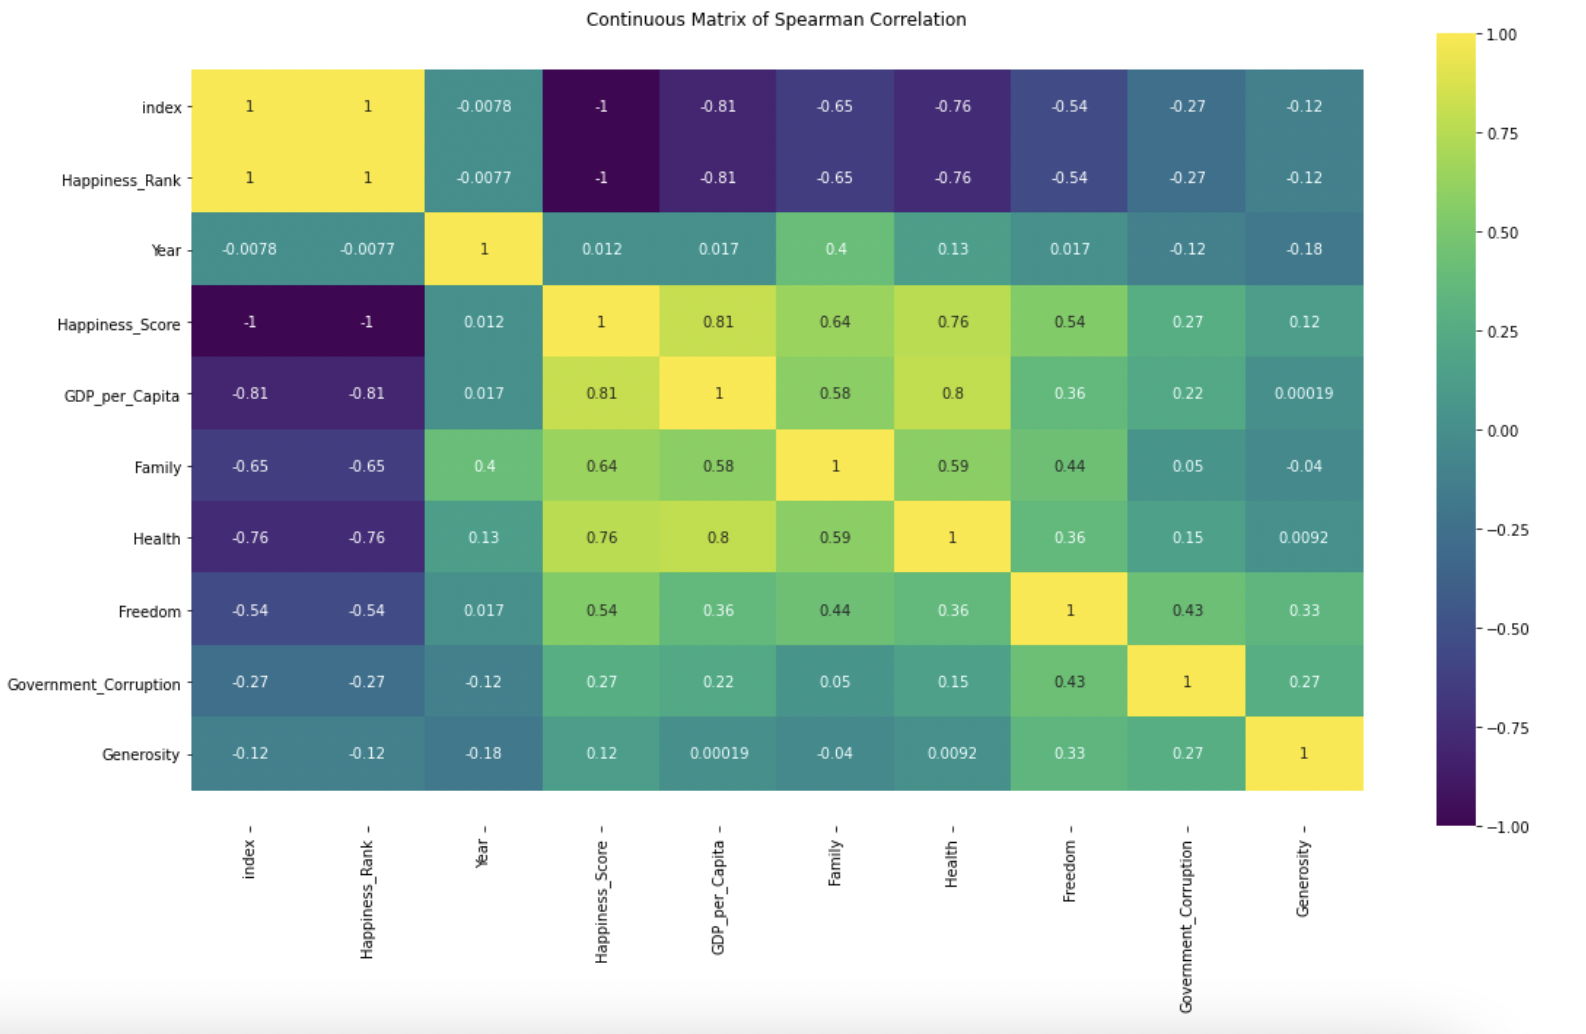 Continuous Matrix of Spearman Correlation
index 1 1 -0.0078 -1 -0.81 -0.65 -0.76 -0.54 -0.27 -0.12
Happiness_Rank 1 1 -0.0077 -1 -0.81 -0.65 -0.76 -0.54 -0.27 -0.12
Year -0.0078 -0.0077 1 0.012 0.017 0.4 0.13 0.017 -0.12 -0.18
Happiness_Score -1 -1 0.012 1 0.81 0.64 0.76 0.54 0.27 0.12
GDP_per_Capita -0.81 -0.81 0.017 0.81 1 0.58 0.8 0.36 0.22 0.00019
Family -0.65 -0.65 0.4 0.64 0.58 1 0.59 0.44 0.05 -0.04
Health -0.76 -0.76 0.13 0.76 0.8 0.59 1 0.36 0.15 0.0092
Freedom -0.54 -0.54 0.017 0.54 0.36 0.44 0.36 1 0.43 0.33
Government_Corruption -0.27 -0.27 -0.12 0.27 0.22 0.05 0.15 0.43 1 0.27
Generosity -0.12 -0.12 -0.18 0.12 0.00019 -0.04 0.0092 0.33 0.27 1
index
Happiness_Rank
Year
Happiness_Score
GDP_per_Capita
Family
Health
Freedom
Government_Corruption
Generosity
1.00
0.75
0.50
0.25
0.00
−0.25
−0.50
−0.75
−1.00